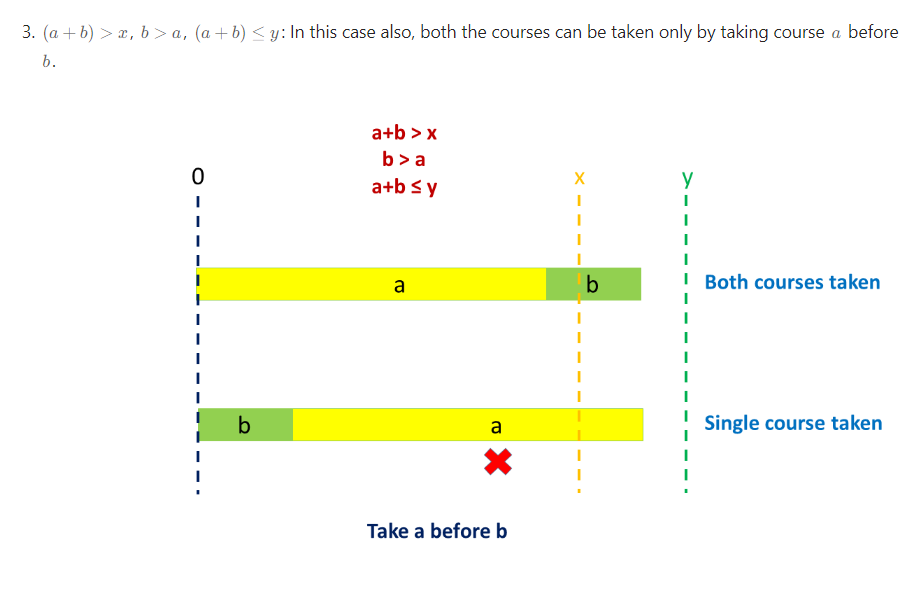 3. (a + b) > x, b > a, (a + b) ≤ y: In this case also, both the courses can be taken only by taking course a before
b.
a+b > x
b > a
a+b ≤ y
0
x
y
a
b
Both courses taken
b
a
Single course taken
Take a before b